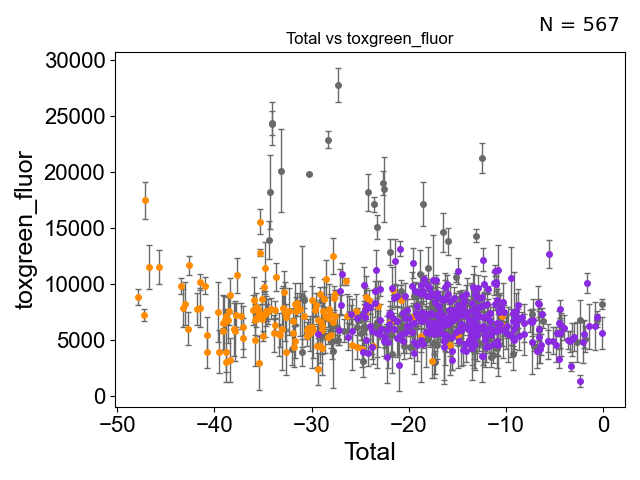 N = 567
Total vs toxgreen_fluor
30000
25000
20000
15000
10000
5000
0
toxgreen_fluor
−50 −40 −30 −20 −10 0
Total